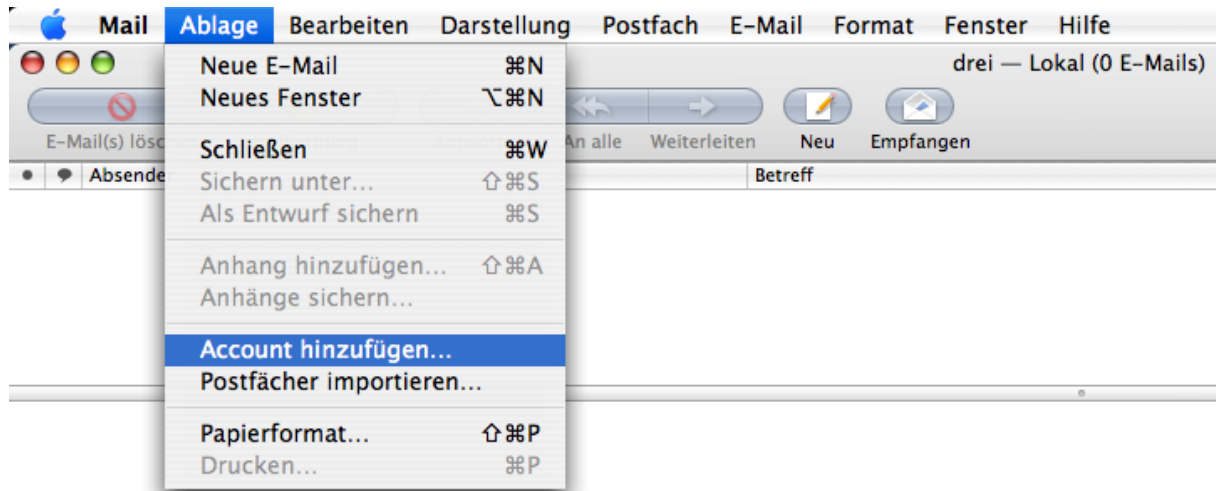 Mail Ablage Bearbeiten Darstellung Postfach E-Mail Format Fenster Hilfe
drei — Lokal (0 E-Mails)
Neue E-Mail ⌘N
Neues Fenster ⌥⌘N
E-Mail(s) lösc
An alle Weiterleiten Neu Empfangen
Schließen ⌘W
Absende Betreff
Sichern unter... ⇧⌘S
Als Entwurf sichern ⌘S
Anhang hinzufügen... ⇧⌘A
Anhänge sichern...
Account hinzufügen...
Postfächer importieren...
Papierformat... ⇧⌘P
Drucken... ⌘P